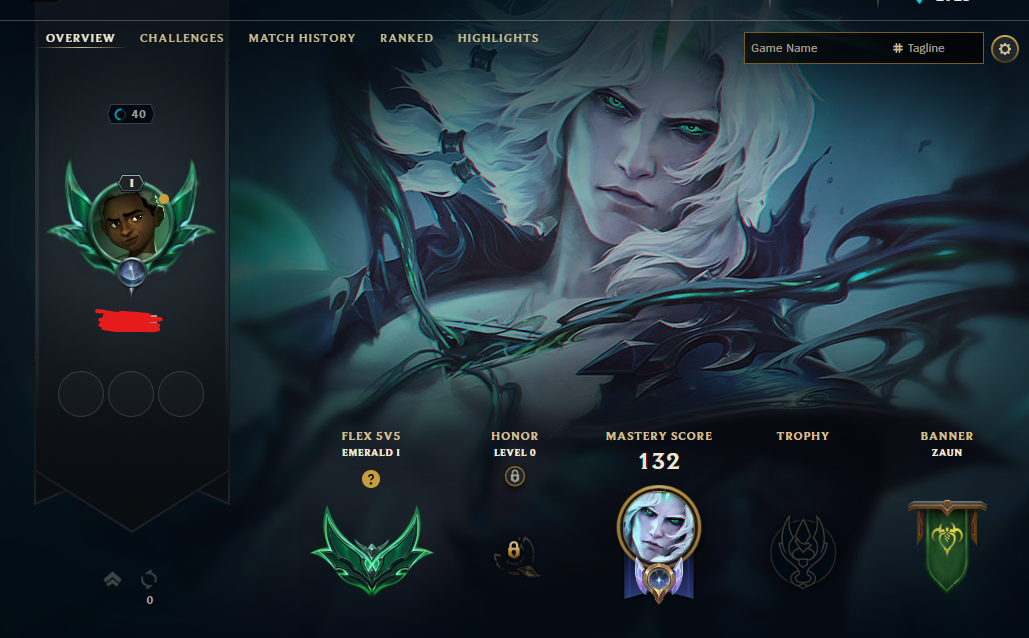 OVERVIEW CHALLENGES MATCH HISTORY RANKED HIGHLIGHTS
Game Name # Tagline
40
I
FLEX 5V5 HONOR MASTERY SCORE TROPHY BANNER
EMERALD I LEVEL 0 132 ZAUN
?
0